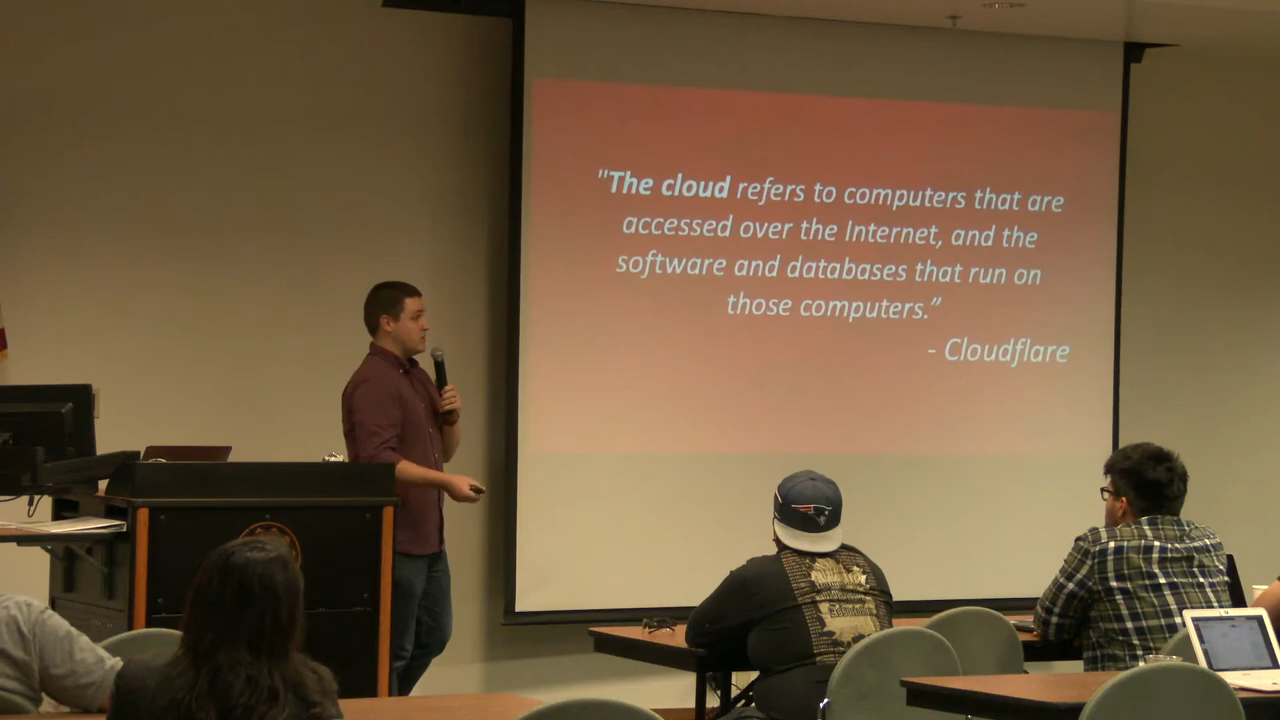 "The cloud refers to computers that are
accessed over the Internet, and the
software and databases that run on
those computers.”
- Cloudflare